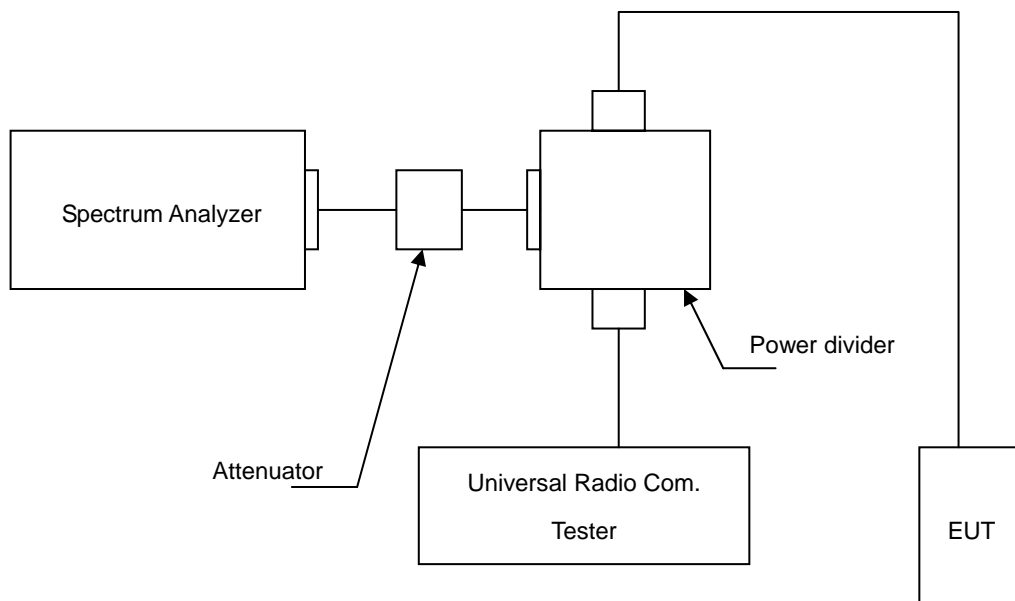 Spectrum Analyzer
Power divider
Attenuator
Universal Radio Com.
Tester
EUT